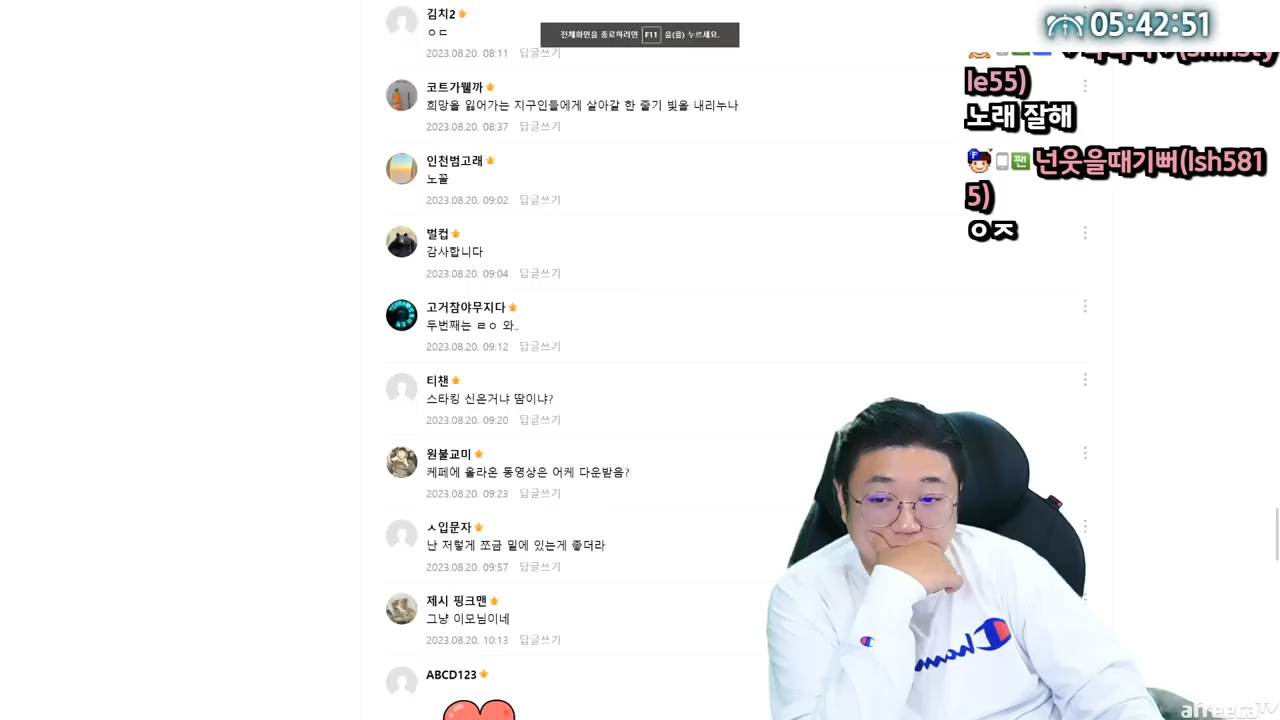 김치2
ㅇㄷ
2023.08.20. 08:11 답글쓰기
전체화면을 종료하려면 F11 을(를) 누르세요.
05:42:51
코트가웰까
희망을 잃어가는 지구인들에게 살아갈 한 줄기 빛을 내리누나
2023.08.20. 08:37 답글쓰기
인천범고래
노꼴
2023.08.20. 09:02 답글쓰기
벌컵
감사합니다
2023.08.20. 09:04 답글쓰기
고거참야무지다
두번째는 ㄹㅇ 와..
2023.08.20. 09:12 답글쓰기
티챈
스타킹 신은거냐 땀이냐?
2023.08.20. 09:20 답글쓰기
원불교미
케페에 올라온 동영상은 어케 다운받음?
2023.08.20. 09:23 답글쓰기
ㅅ입문자
난 저렇게 쪼금 밑에 있는게 좋더라
2023.08.20. 09:57 답글쓰기
제시 핑크맨
그냥 이모님이네
2023.08.20. 10:13 답글쓰기
ABCD123
le55)
노래 잘해
F 팬 넌웃을때기뻐(lsh581
5)
ㅇㅈ
Champion
afreecaTV